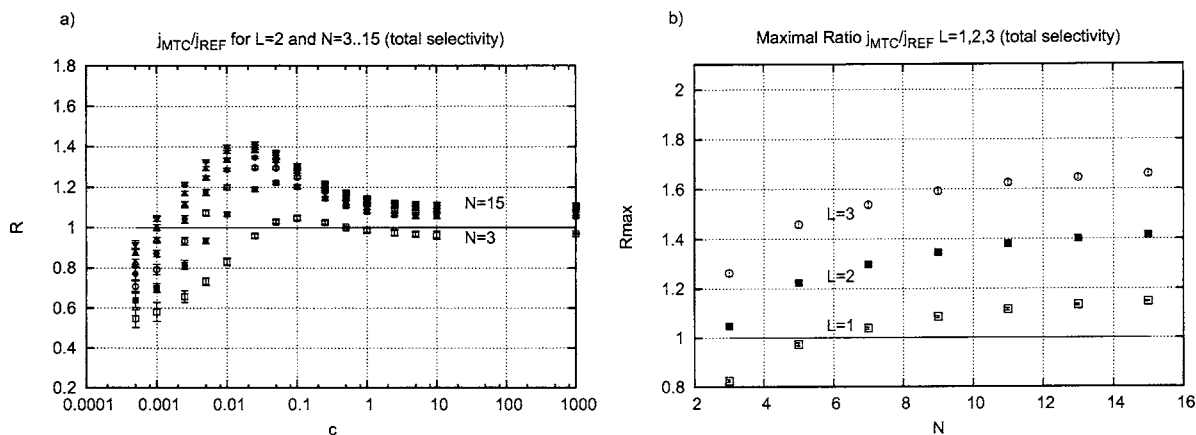 a)
j_MTC/j_REF for L=2 and N=3..15 (total selectivity)
1.8
1.6
1.4
1.2
1
0.8
0.6
0.4
0.2
R
N=15
N=3
0.0001 0.001 0.01 0.1 1 10 100 1000
c
b)
Maximal Ratio j_MTC/j_REF L=1,2,3 (total selectivity)
2
1.8
1.6
1.4
1.2
1
0.8
Rmax
L=3
L=2
L=1
2 4 6 8 10 12 14 16
N